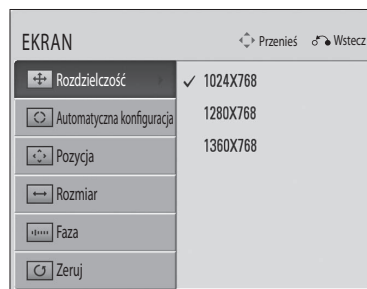 EKRAN
Przenieś Wstecz
Rozdzielczość
Automatyczna konfiguracja
Pozycja
Rozmiar
Faza
Zeruj
✓ 1024X768
1280X768
1360X768